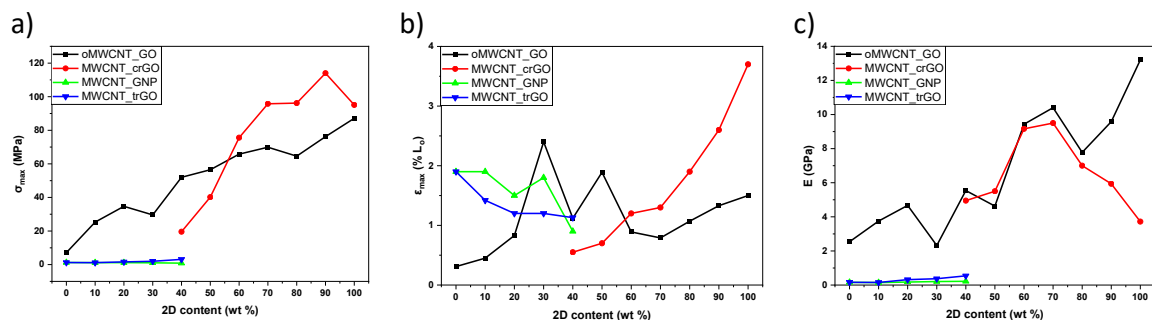 a)
oMWCNT_GO
MWCNT_crGO
MWCNT_GNP
MWCNT_trGO
σmax (MPa)
120
100
80
60
40
20
0
0 10 20 30 40 50 60 70 80 90 100
2D content (wt %)
b)
oMWCNT_GO
MWCNT_crGO
MWCNT_GNP
MWCNT_trGO
εmax (% Lo)
4
3
2
1
0
0 10 20 30 40 50 60 70 80 90 100
2D content (wt %)
c)
oMWCNT_GO
MWCNT_crGO
MWCNT_GNP
MWCNT_trGO
E (GPa)
14
12
10
8
6
4
2
0
0 10 20 30 40 50 60 70 80 90 100
2D content (wt %)